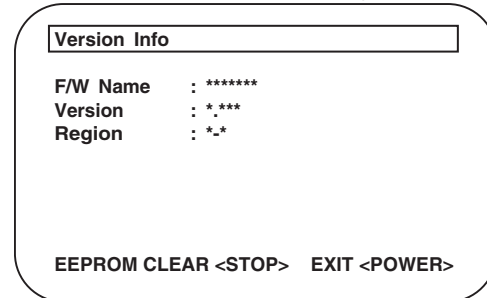 Version Info
F/W Name : *******
Version : *.***
Region : *-*
EEPROM CLEAR <STOP> EXIT <POWER>